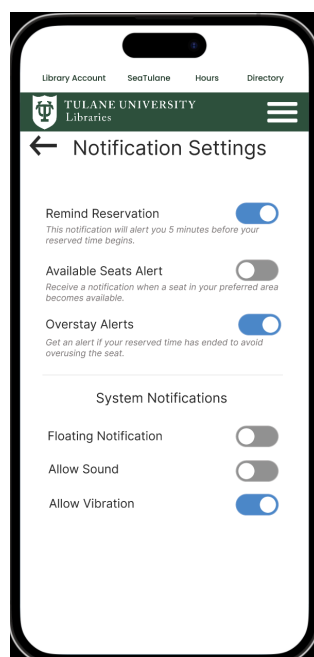 Library Account SeaTulane Hours Directory
TULANE UNIVERSITY
Libraries
Notification Settings
Remind Reservation
This notification will alert you 5 minutes before your
reserved time begins.
Available Seats Alert
Receive a notification when a seat in your preferred area
becomes available.
Overstay Alerts
Get an alert if your reserved time has ended to avoid
overusing the seat.
System Notifications
Floating Notification
Allow Sound
Allow Vibration